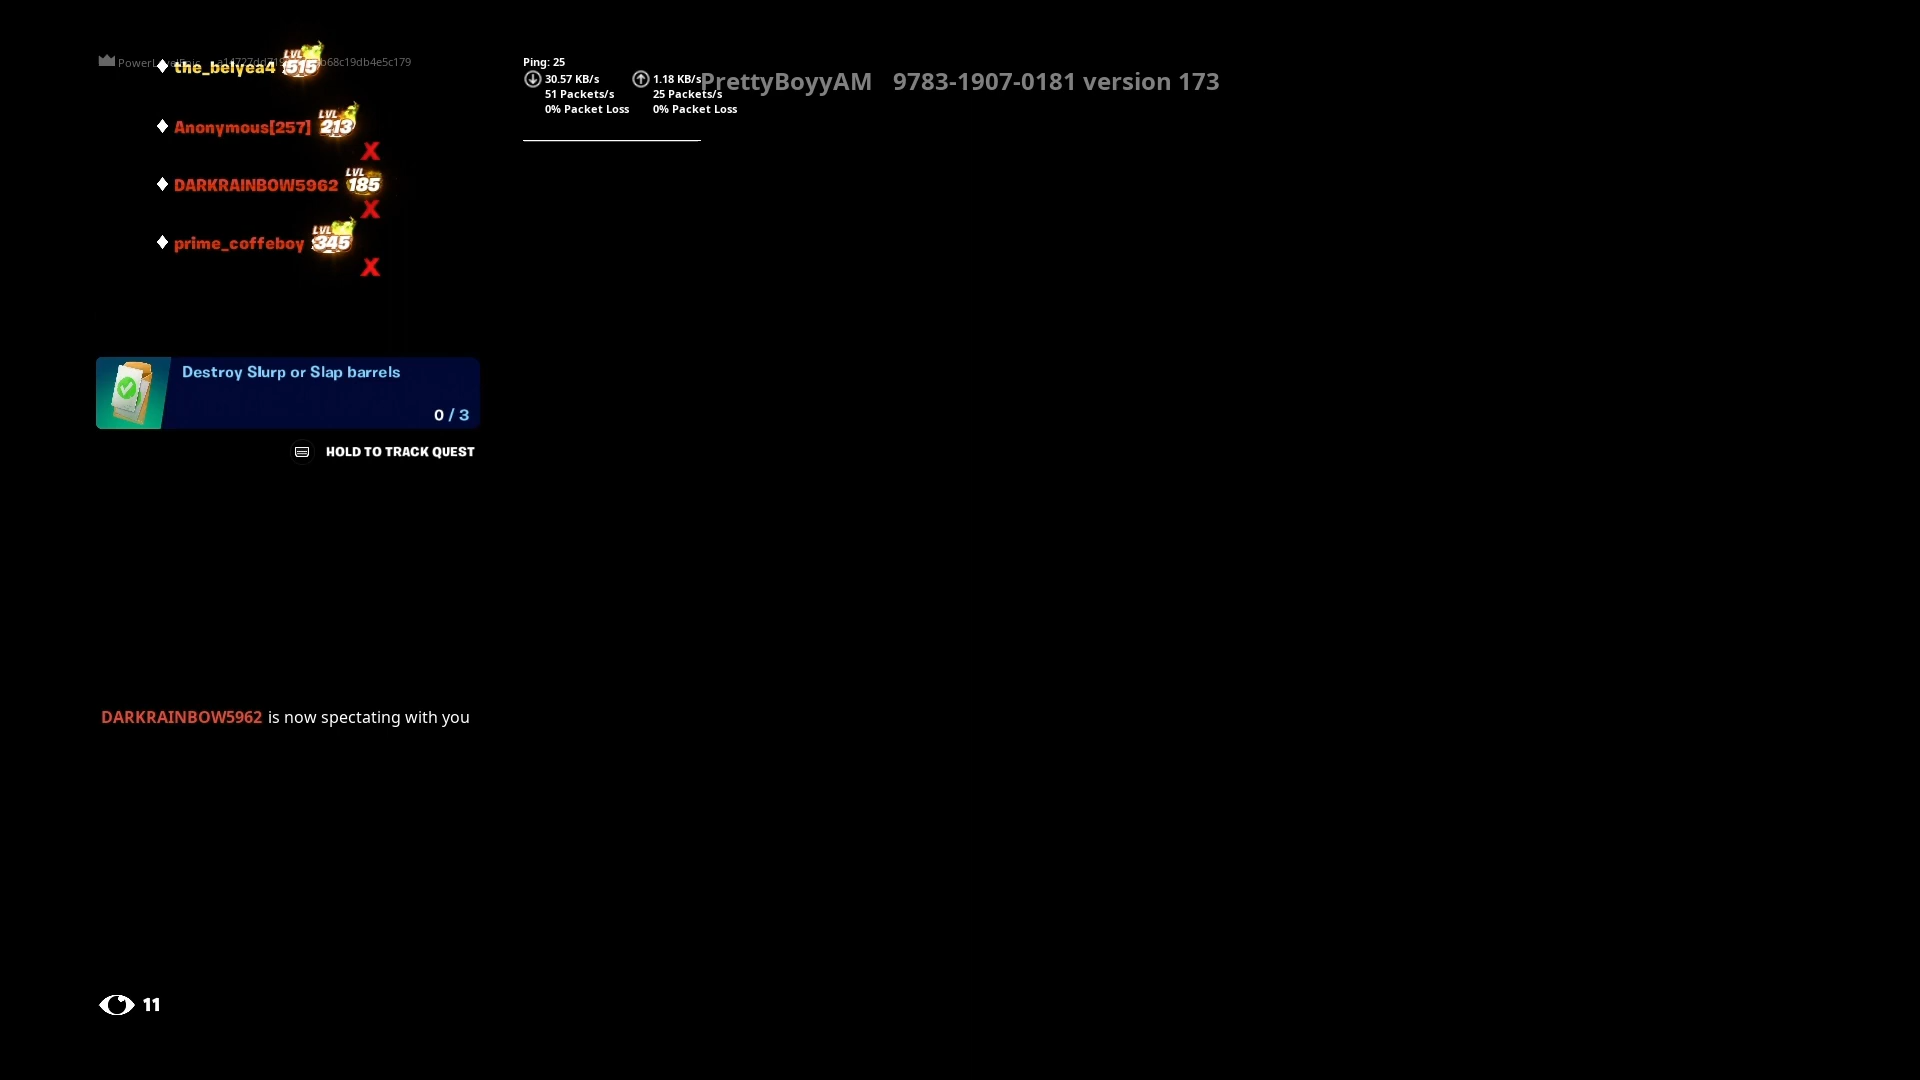 the_belyea4 LVL 515
b68c19db4e5c179
Anonymous[257] LVL 213
X
DARKRAINBOW5962 LVL 185
X
prime_coffeboy LVL 345
X
Ping: 25
30.57 KB/s 1.18 KB/s
51 Packets/s 25 Packets/s
0% Packet Loss 0% Packet Loss
PrettyBoyyAM 9783-1907-0181 version 173
Destroy Slurp or Slap barrels
0 / 3
HOLD TO TRACK QUEST
DARKRAINBOW5962 is now spectating with you
11